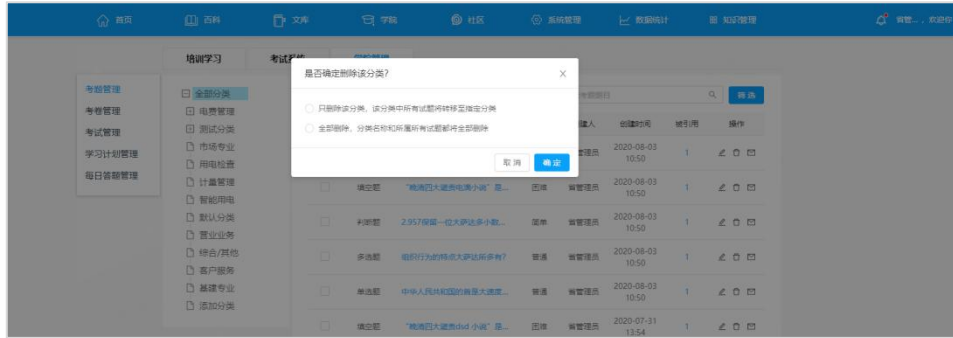 首页 百科 文库 学院 社区 系统管理 数据统计 知识管理
培训学习
是否确定删除该分类?
只删除该分类，该分类中所有试题将转移至指定分类
全部删除，分类名称和所属所有试题都将全部删除
取消 确定
考题管理
考卷管理
考试管理
学习计划管理
每日答题管理
全部分类
电费管理
测试分类
市场专业
用电检查
计量管理
智能用电
默认分类
营业业务
综合/其他
客户服务
基建专业
添加分类
筛选
创建时间 被引用 操作
2020-08-03 10:50 1
填空题 困难 省管理员 2020-08-03 10:50 1
判断题 简单 省管理员 2020-08-03 10:50 1
多选题 普通 省管理员 2020-08-03 10:50 1
单选题 普通 省管理员 2020-08-03 10:50 1
填空题 困难 省管理员 2020-07-31 13:54 1